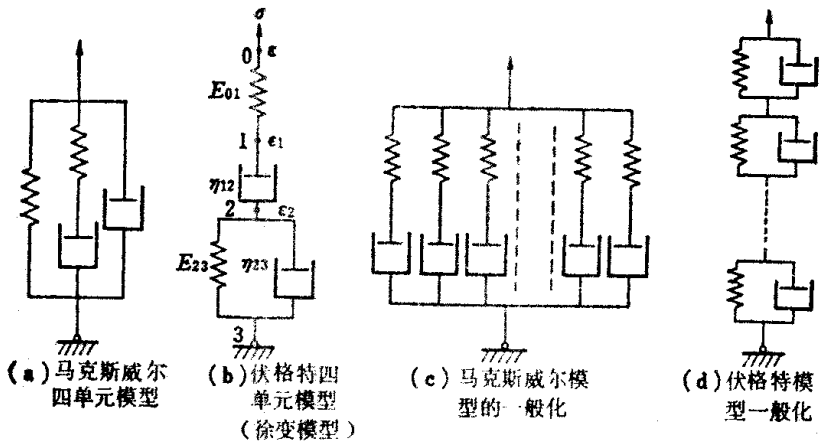 σ
0 ε
E01
1 ε1
η12
2 ε2
E23 η23
3
(a)马克斯威尔
四单元模型
(b)伏格特四
单元模型
(徐变模型)
(c)马克斯威尔模
型的一般化
(d)伏格特模
型一般化